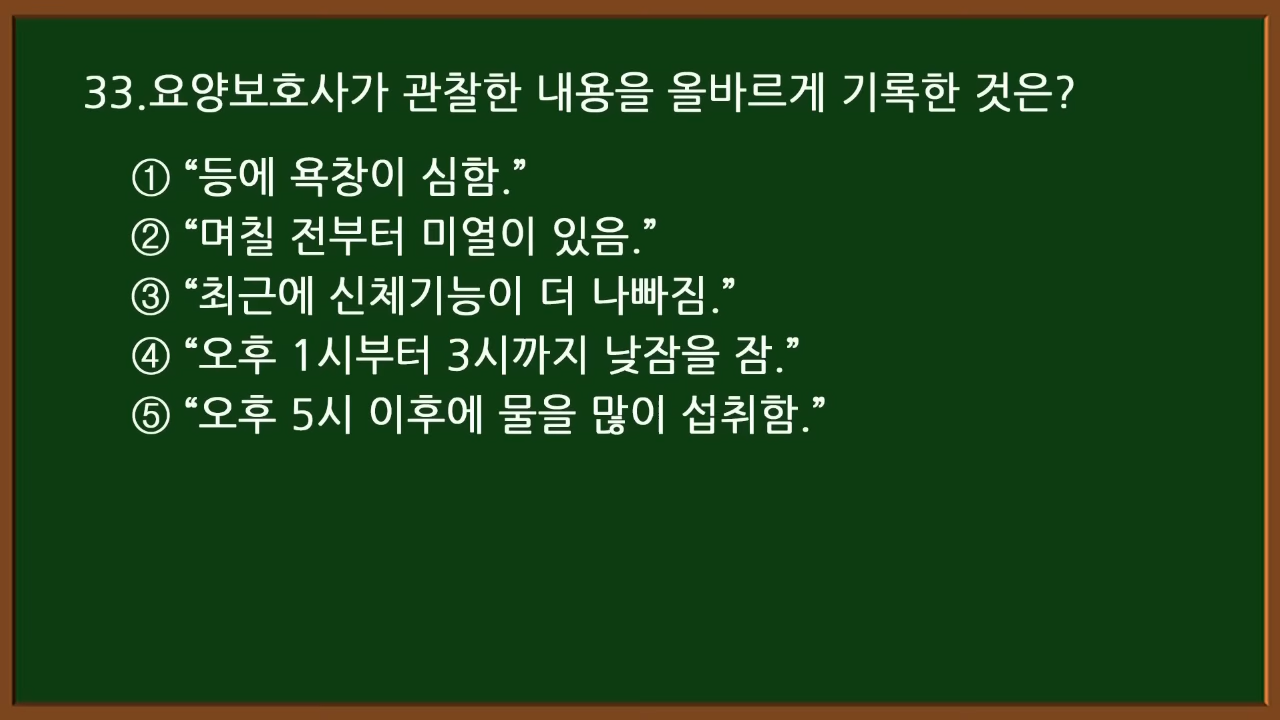 33.요양보호사가 관찰한 내용을 올바르게 기록한 것은?
① “등에 욕창이 심함.”
② “며칠 전부터 미열이 있음.”
③ “최근에 신체기능이 더 나빠짐.”
④ “오후 1시부터 3시까지 낮잠을 잠.”
⑤ “오후 5시 이후에 물을 많이 섭취함.”